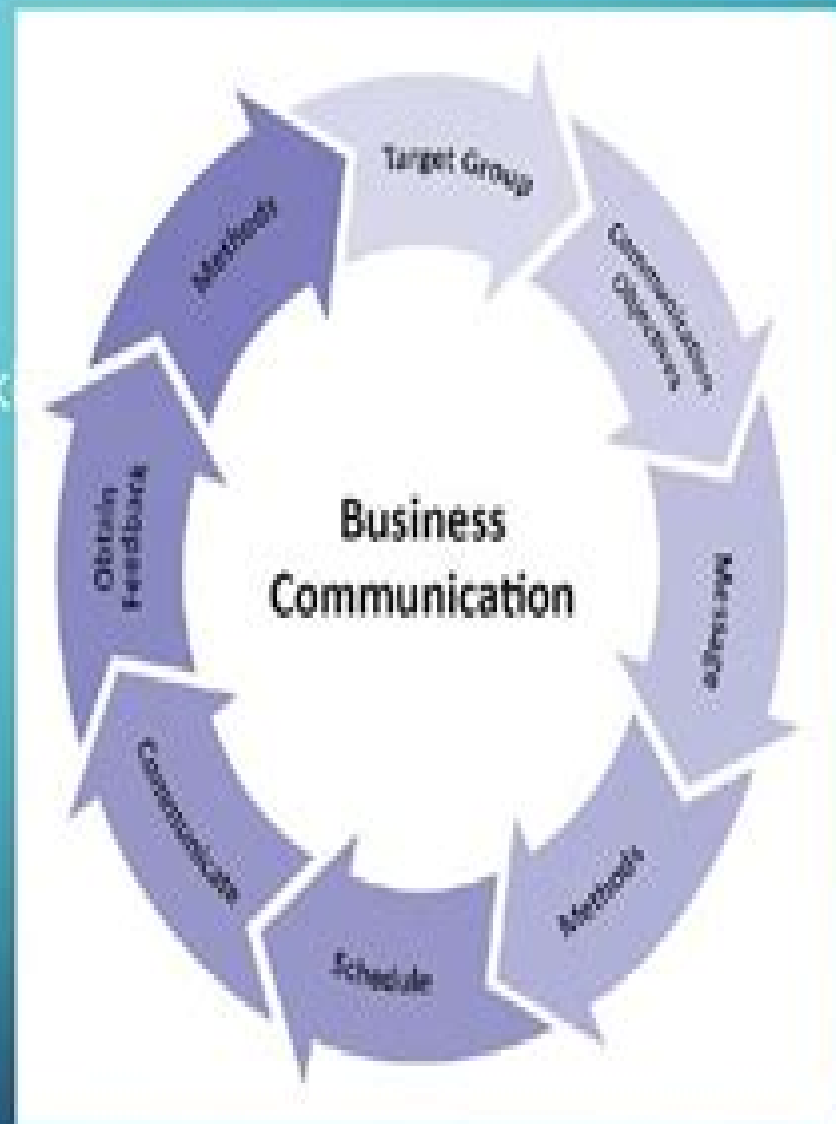 Target Group
Communication
Objectives
Message
Methods
Schedule
Communicate
Obtain
Feedback
Methods
Business
Communication